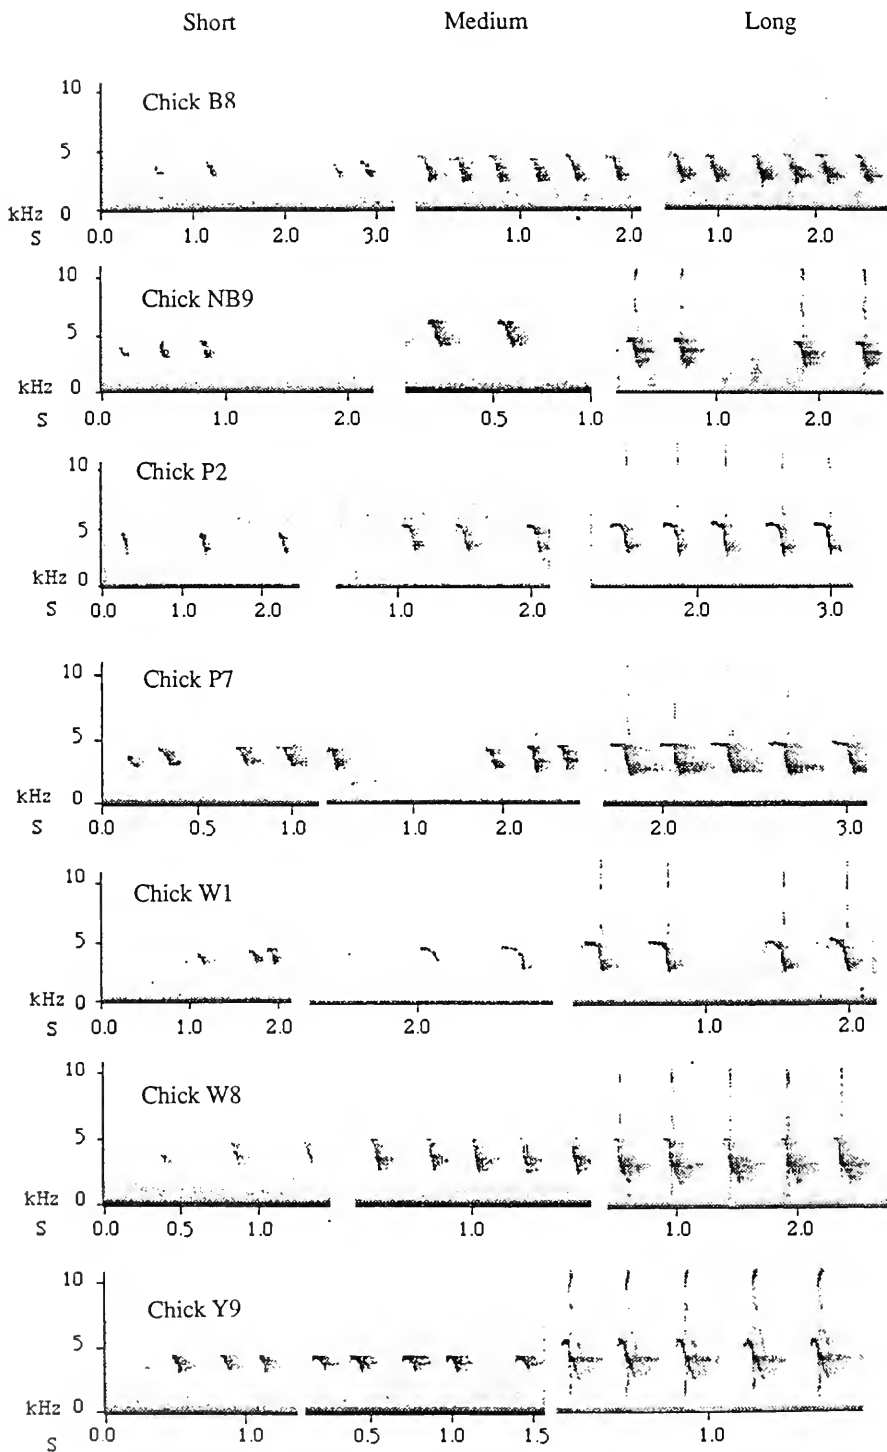 Short Medium Long
10
Chick B8
5
kHz 0
S 0.0 1.0 2.0 3.0 1.0 2.0 1.0 2.0
10
Chick NB9
5
kHz 0
S 0.0 1.0 2.0 0.5 1.0 1.0 2.0
10
Chick P2
5
kHz 0
S 0.0 1.0 2.0 1.0 2.0 2.0 3.0
10
Chick P7
5
kHz 0
S 0.0 0.5 1.0 1.0 2.0 2.0 3.0
10
Chick W1
5
kHz 0
S 0.0 1.0 2.0 2.0 1.0 2.0
10
Chick W8
5
kHz 0
S 0.0 0.5 1.0 1.0 1.0 2.0
10
Chick Y9
5
kHz 0
S 0.0 1.0 0.5 1.0 1.5 1.0